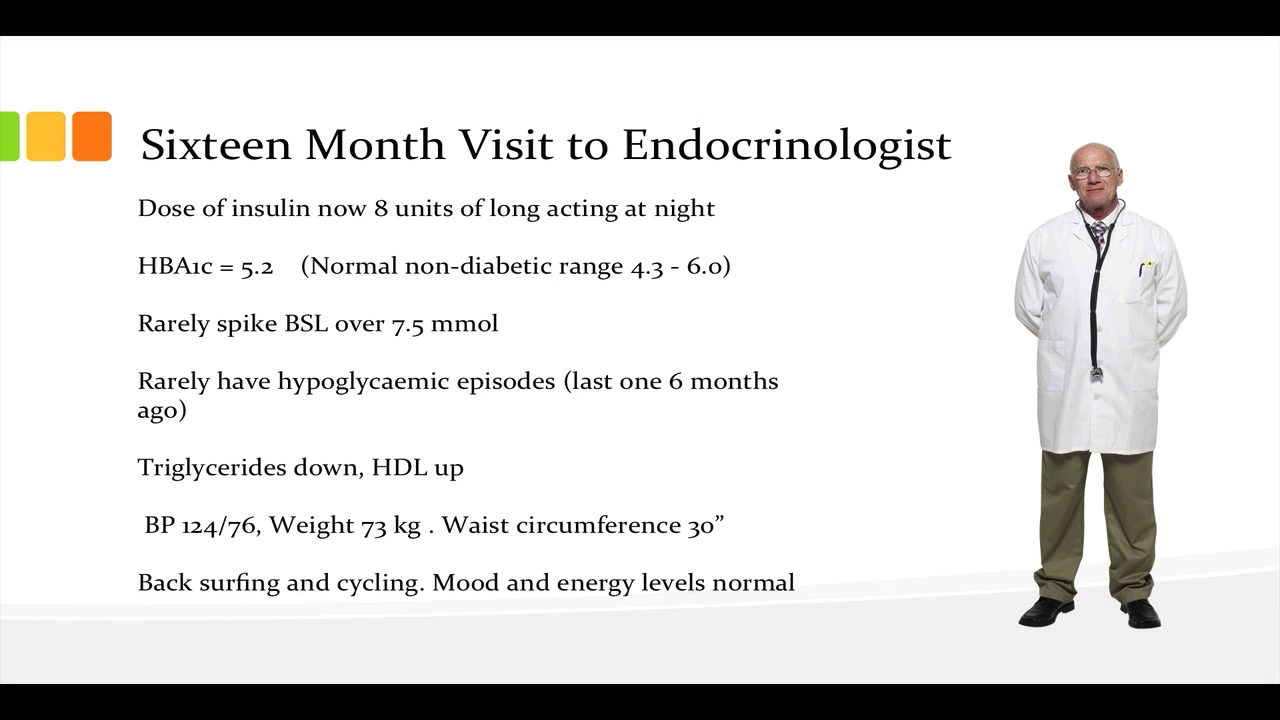 Sixteen Month Visit to Endocrinologist
Dose of insulin now 8 units of long acting at night
HBA1c = 5.2 (Normal non-diabetic range 4.3 - 6.0)
Rarely spike BSL over 7.5 mmol
Rarely have hypoglycaemic episodes (last one 6 months
ago)
Triglycerides down, HDL up
BP 124/76, Weight 73 kg . Waist circumference 30”
Back surfing and cycling. Mood and energy levels normal